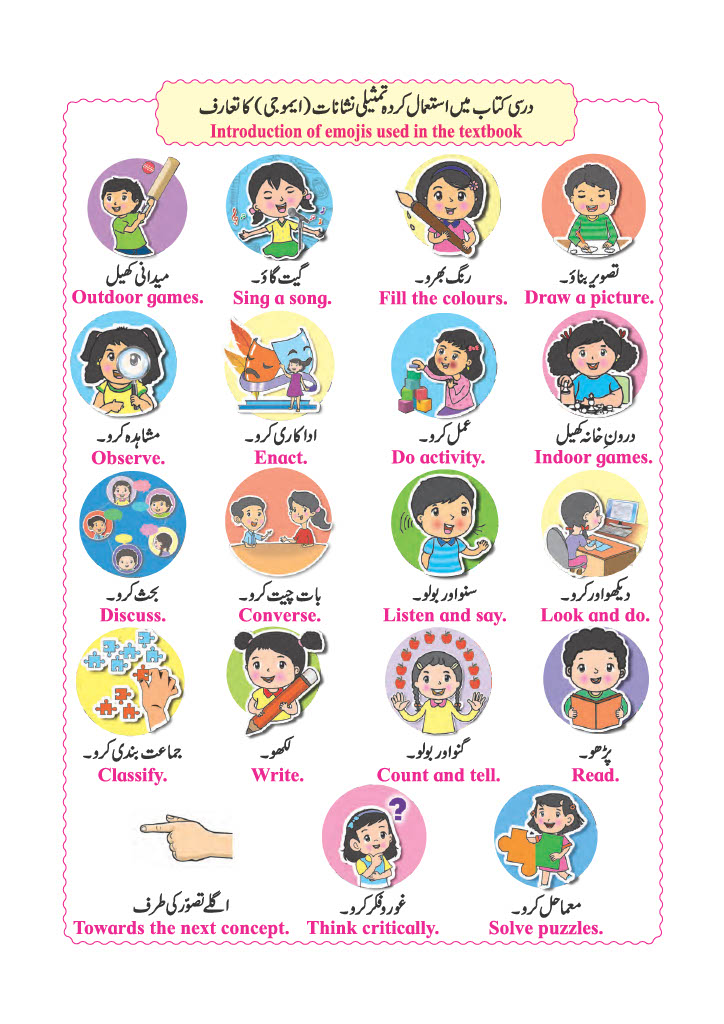 درسی کتاب میں استعمال کردہ تمثیلی نشانات (ایموجی) کا تعارف
Introduction of emojis used in the textbook
تصویر بناؤ۔
Draw a picture.
رنگ بھرو۔
Fill the colours.
گیت گاؤ۔
Sing a song.
میدانی کھیل
Outdoor games.
درونِ خانہ کھیل
Indoor games.
عمل کرو۔
Do activity.
اداکاری کرو۔
Enact.
مشاہدہ کرو۔
Observe.
دیکھو اور کرو۔
Look and do.
سنو اور بولو۔
Listen and say.
بات چیت کرو۔
Converse.
بحث کرو۔
Discuss.
پڑھو۔
Read.
گنو اور بولو۔
Count and tell.
لکھو۔
Write.
جماعت بندی کرو۔
Classify.
?
معما حل کرو۔
Solve puzzles.
غور و فکر کرو۔
Think critically.
اگلے تصوّر کی طرف
Towards the next concept.